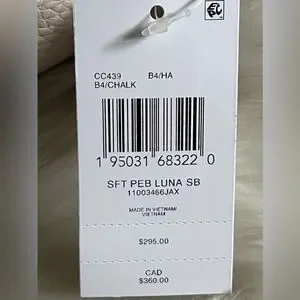 CC439 B4/HA
B4/CHALK
1 95031 68322 0
SFT PEB LUNA SB
11003466JAX
MADE IN VIETNAM/
VIETNAM
$295.00
CAD
$360.00